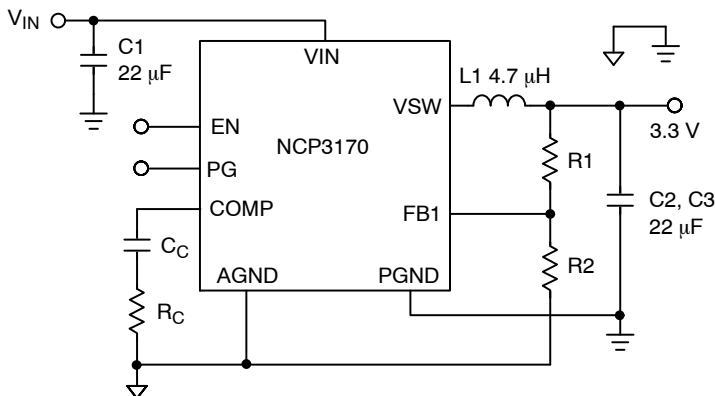 VIN
C1
22 μF
VIN
L1 4.7 μH
VSW
3.3 V
EN
NCP3170
PG
R1
COMP
FB1
C2, C3
22 μF
CC
R2
AGND
PGND
RC